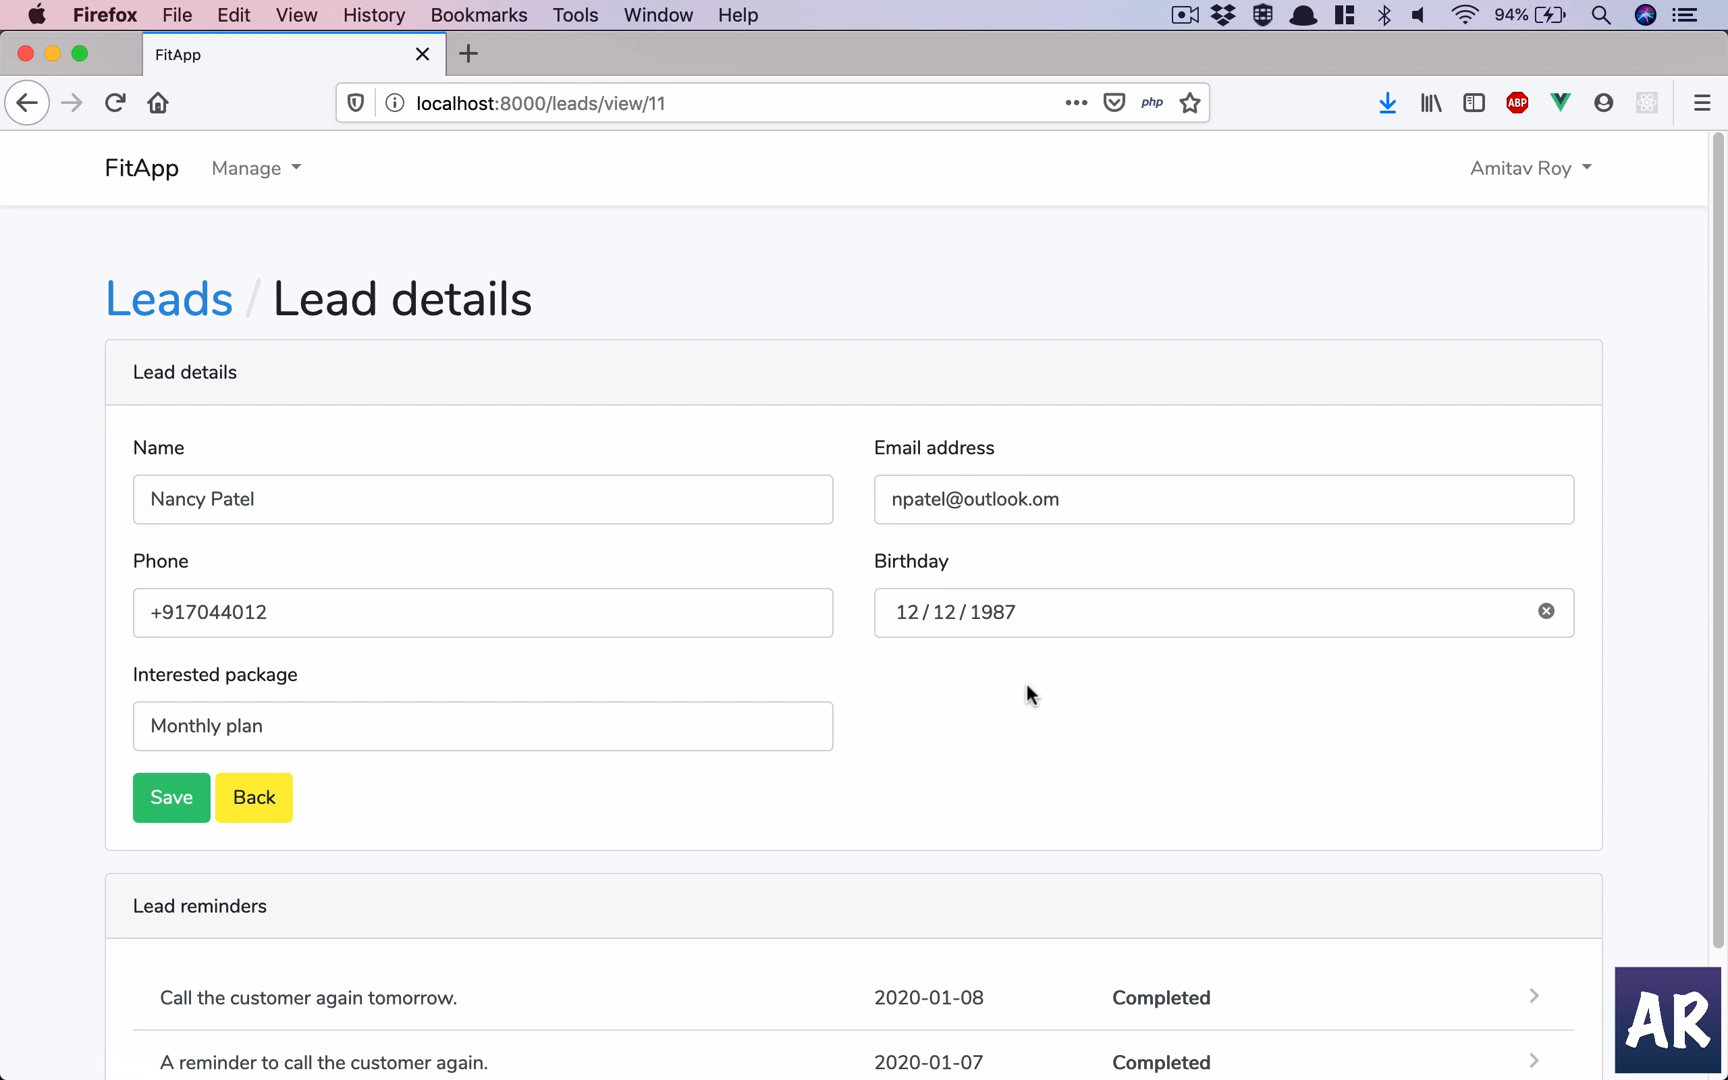 Firefox File Edit View History Bookmarks Tools Window Help 94%
FitApp
localhost:8000/leads/view/11 php ABP
FitApp Manage Amitav Roy
Leads / Lead details
Lead details
Name Email address
Nancy Patel npatel@outlook.om
Phone Birthday
+917044012 12 / 12 / 1987
Interested package
Monthly plan
Save Back
Lead reminders
Call the customer again tomorrow. 2020-01-08 Completed
A reminder to call the customer again. 2020-01-07 Completed
AR